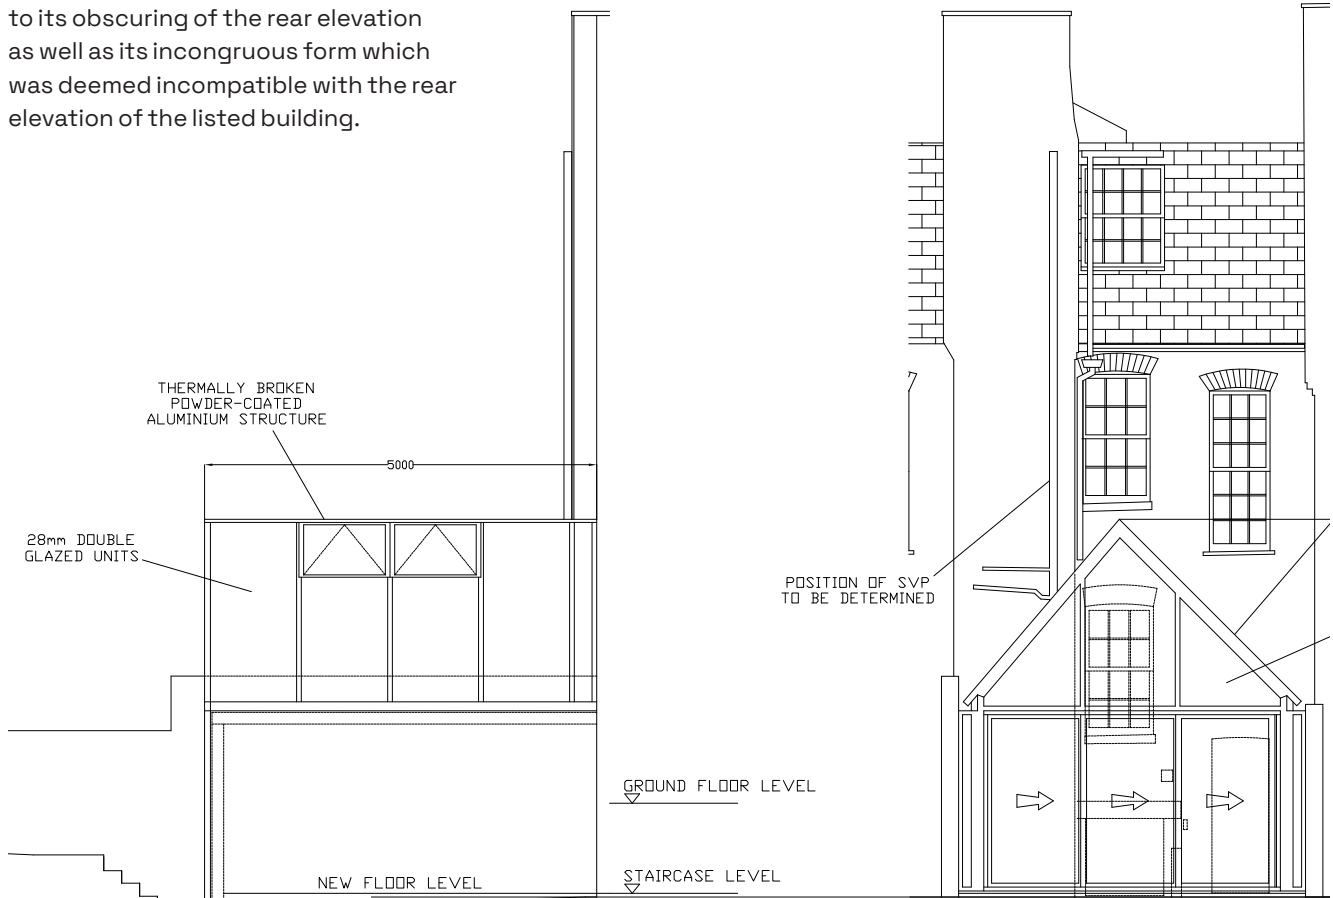 to its obscuring of the rear elevation
as well as its incongruous form which
was deemed incompatible with the rear
elevation of the listed building.
THERMALLY BROKEN
POWDER-COATED
ALUMINIUM STRUCTURE
5000
28mm DOUBLE
GLAZED UNITS
POSITION OF SVP
TO BE DETERMINED
GROUND FLOOR LEVEL
STAIRCASE LEVEL
NEW FLOOR LEVEL